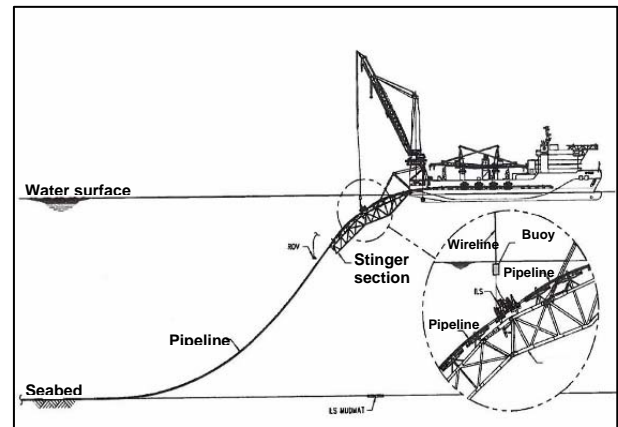 Water surface
ROV
Stinger
section
Wireline
Buoy
Pipeline
ILS
Pipeline
Pipeline
Seabed
ILS MUDMAT